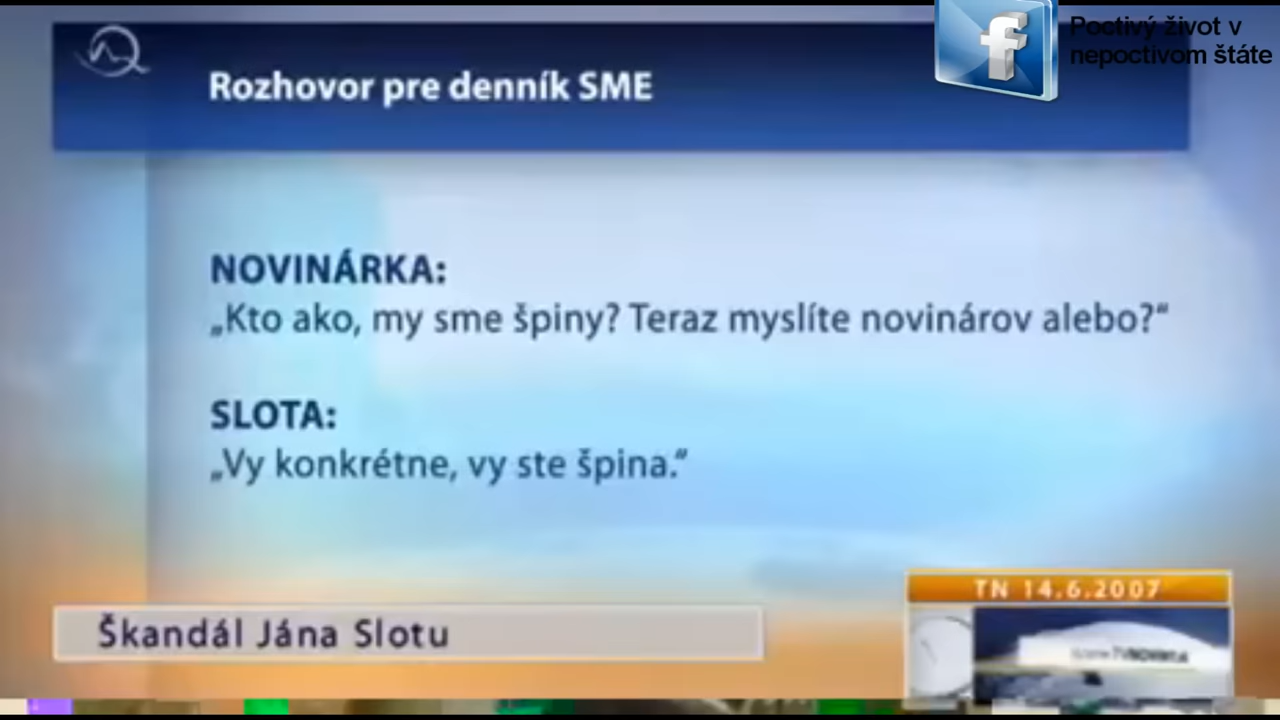 Poctivý život v
nepoctivom štáte
Rozhovor pre denník SME
NOVINÁRKA:
„Kto ako, my sme špiny? Teraz myslíte novinárov alebo?“
SLOTA:
„Vy konkrétne, vy ste špina.“
TN 14.6.2007
Škandál Jána Slotu